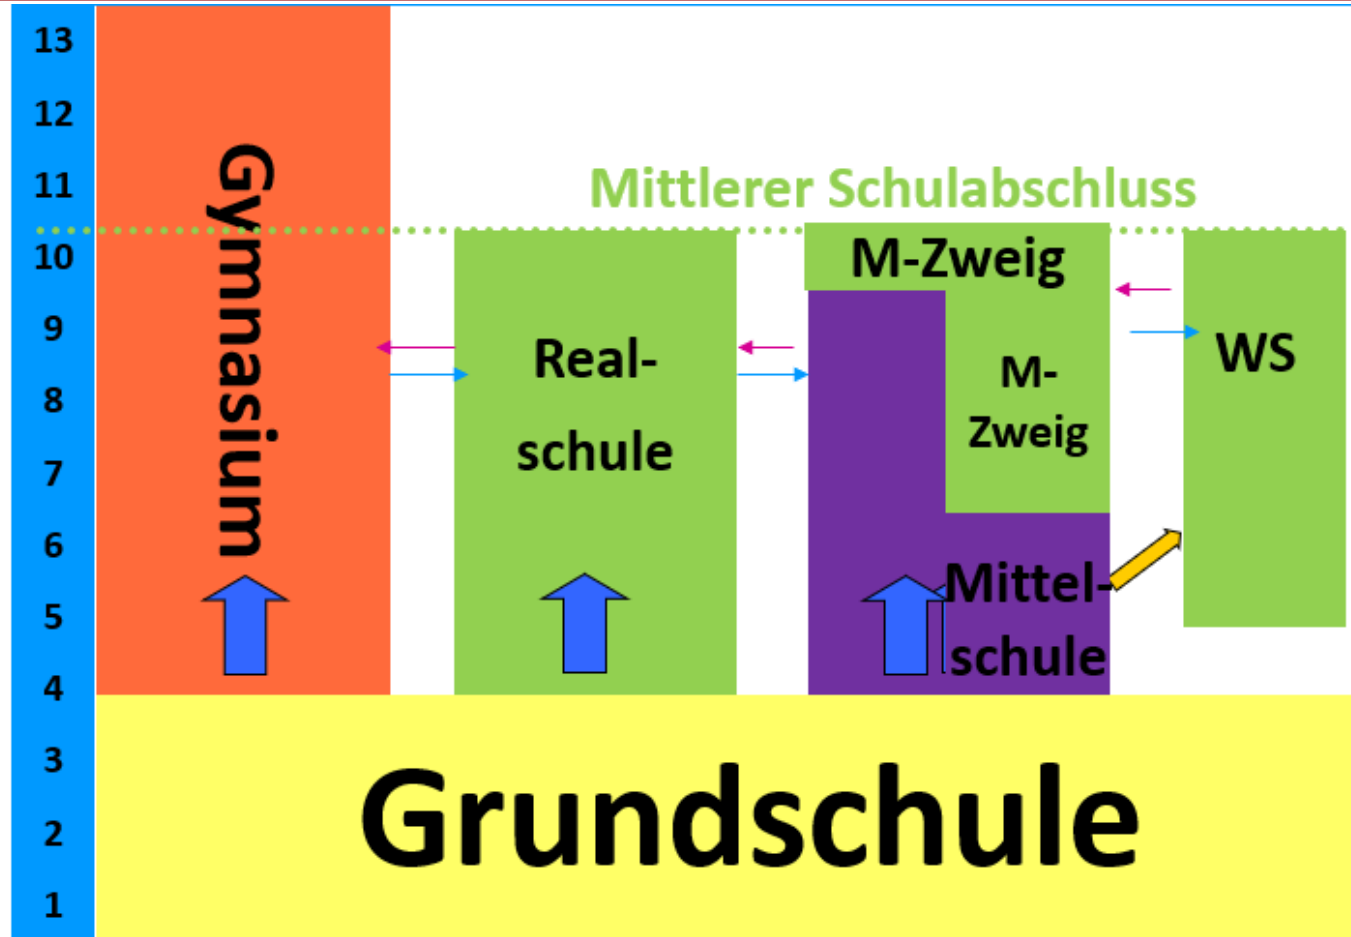 13
12
11
10
9
8
7
6
5
4
3
2
1
Gymnasium
Mittlerer Schulabschluss
Real-
schule
M-Zweig
M-
Zweig
Mittel-
schule
WS
Grundschule